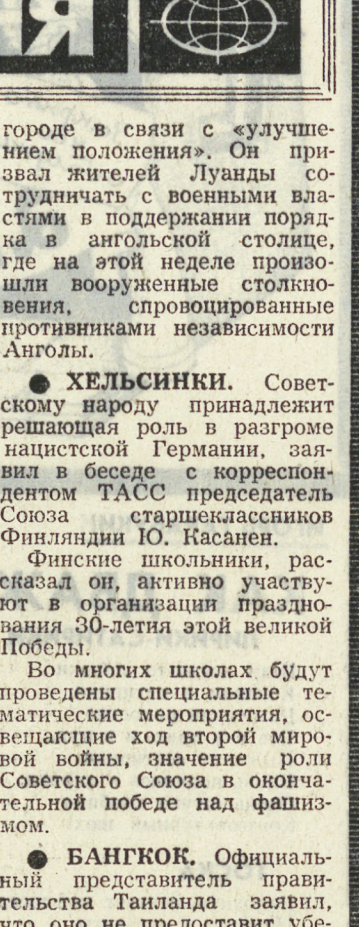 Я
городе в связи с «улучше-
нием положения». Он при-
звал жителей Луанды со-
трудничать с военными вла-
стями в поддержании поряд-
ка в ангольской столице,
где на этой неделе произо-
шли вооруженные столкно-
вения, спровоцированные
противниками независимости
Анголы.
● ХЕЛЬСИНКИ. Совет-
скому народу принадлежит
решающая роль в разгроме
нацистской Германии, зая-
вил в беседе с корреспон-
дентом ТАСС председатель
Союза старшеклассников
Финляндии Ю. Касанен.
Финские школьники, рас-
сказал он, активно участву-
ют в организации праздно-
вания 30-летия этой великой
Победы.
Во многих школах будут
проведены специальные те-
матические мероприятия, ос-
вещающие ход второй миро-
вой войны, значение роли
Советского Союза в оконча-
тельной победе над фашиз-
мом.
● БАНГКОК. Официаль-
ный представитель прави-
тельства Таиланда заявил,
что оно не предоставит убе-